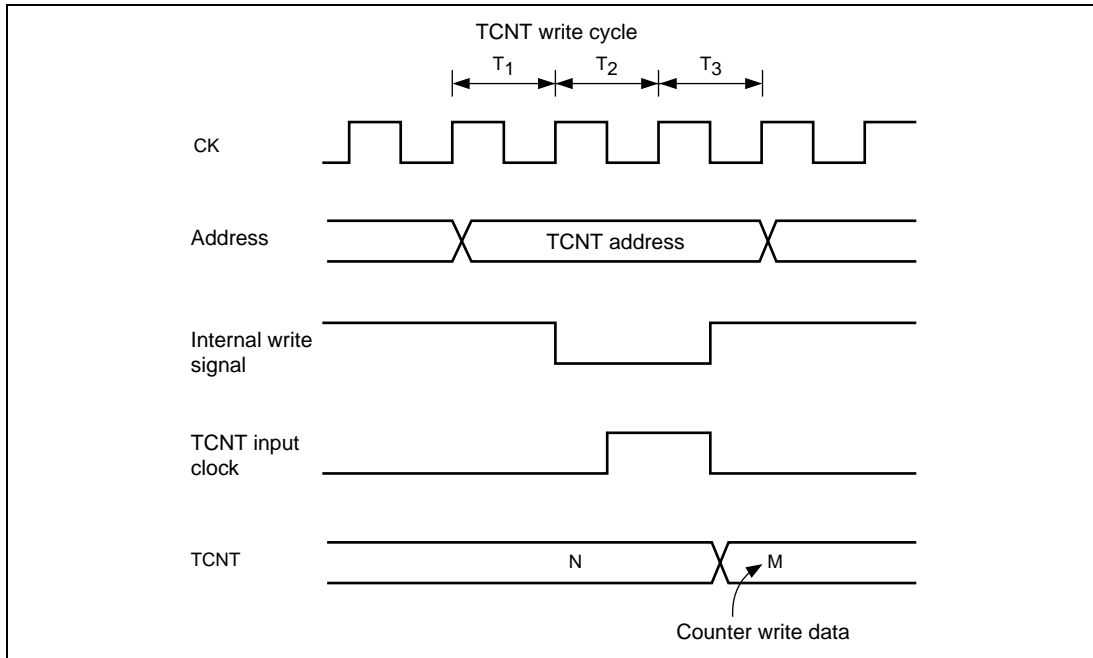 TCNT write cycle
T1 T2 T3
CK
Address
TCNT address
Internal write
signal
TCNT input
clock
TCNT
N
M
Counter write data